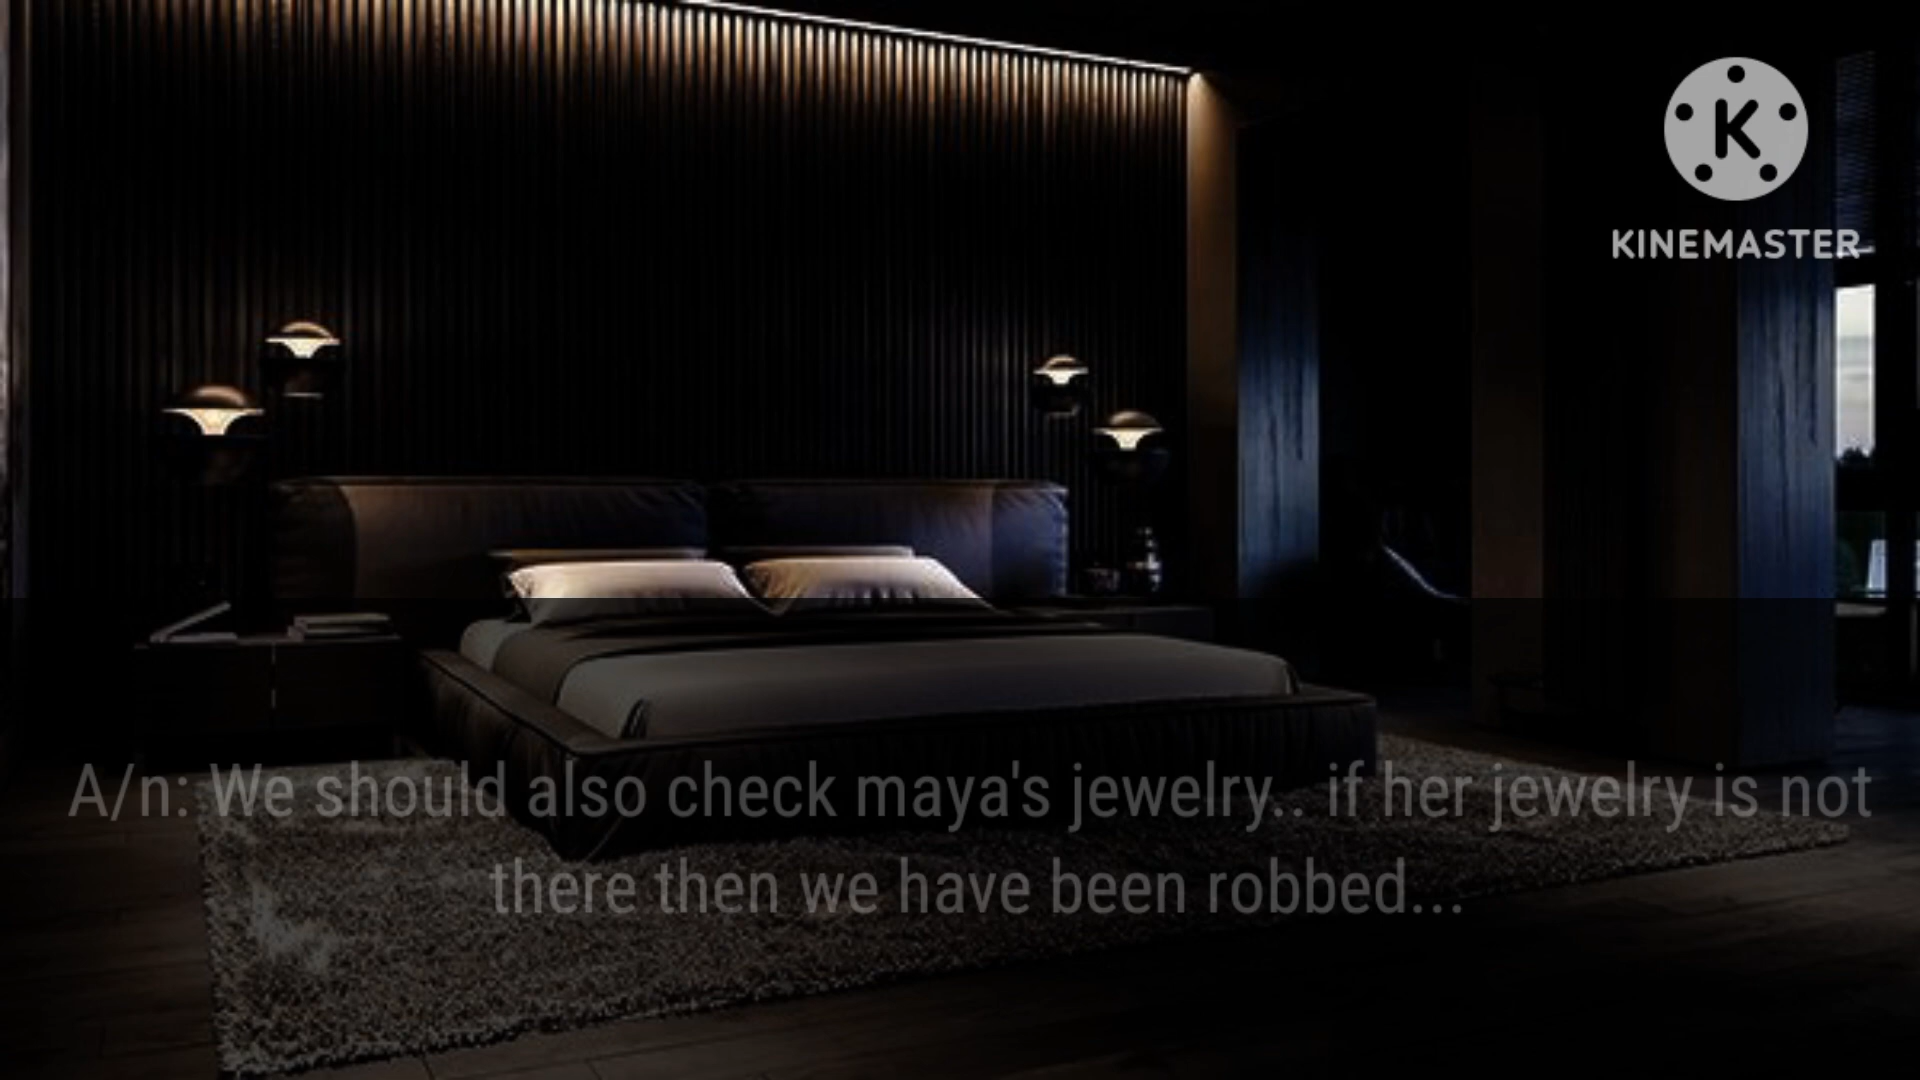 K
KINEMASTER
A/n: We should also check maya's jewelry.. if her jewelry is not
there then we have been robbed...